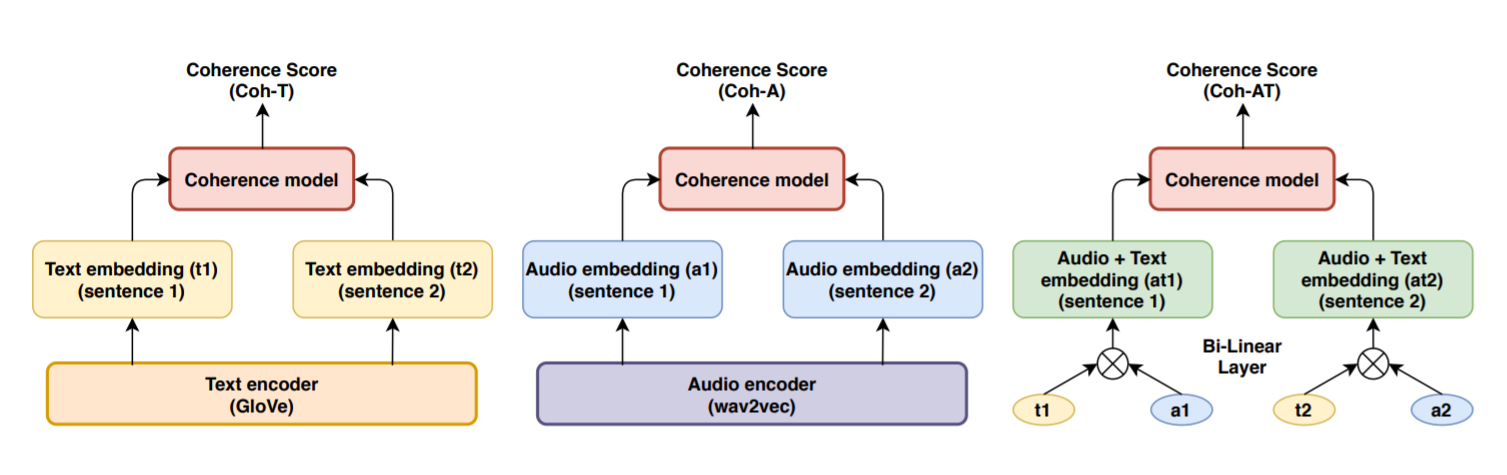 Coherence Score
(Coh-T)
Coherence model
Text embedding (t1)
(sentence 1)
Text embedding (t2)
(sentence 2)
Text encoder
(GloVe)
Coherence Score
(Coh-A)
Coherence model
Audio embedding (a1)
(sentence 1)
Audio embedding (a2)
(sentence 2)
Audio encoder
(wav2vec)
Coherence Score
(Coh-AT)
Coherence model
Audio + Text
embedding (at1)
(sentence 1)
Audio + Text
embedding (at2)
(sentence 2)
Bi-Linear
Layer
t1
a1
t2
a2